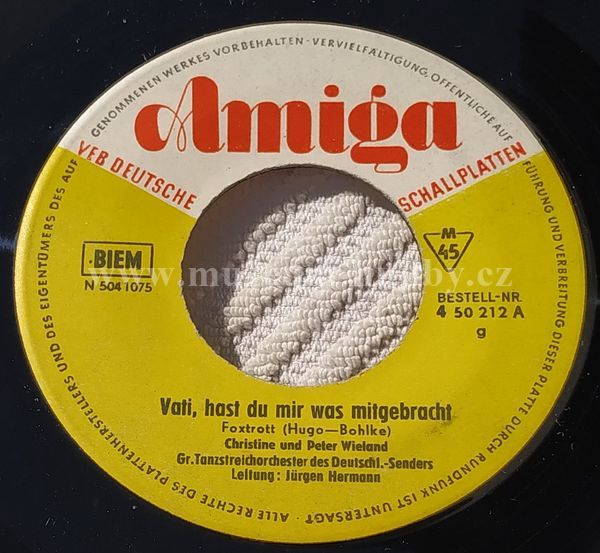 GENOMMENEN WERKES VORBEHALTEN · VERVIELFÄLTIGUNG, ÖFFENTLICHE AUF
FÜHRUNG UND VERBREITUNG DIESER PLATTE DURCH RUNDFUNK IST UNTERSAGT · ALLE RECHTE DES PLATTENHERSTELLERS UND DES EIGENTÜMERS DES AUF
Amiga
VEB DEUTSCHE SCHALLPLATTEN
BIEM
N 5041075
M
45
BESTELL-NR.
4 50 212 A
g
Vati, hast du mir was mitgebracht
Foxtrott (Hugo—Bohlke)
Christine und Peter Wieland
Gr. Tanzstreichorchester des Deutschl.-Senders
Leitung: Jürgen Hermann